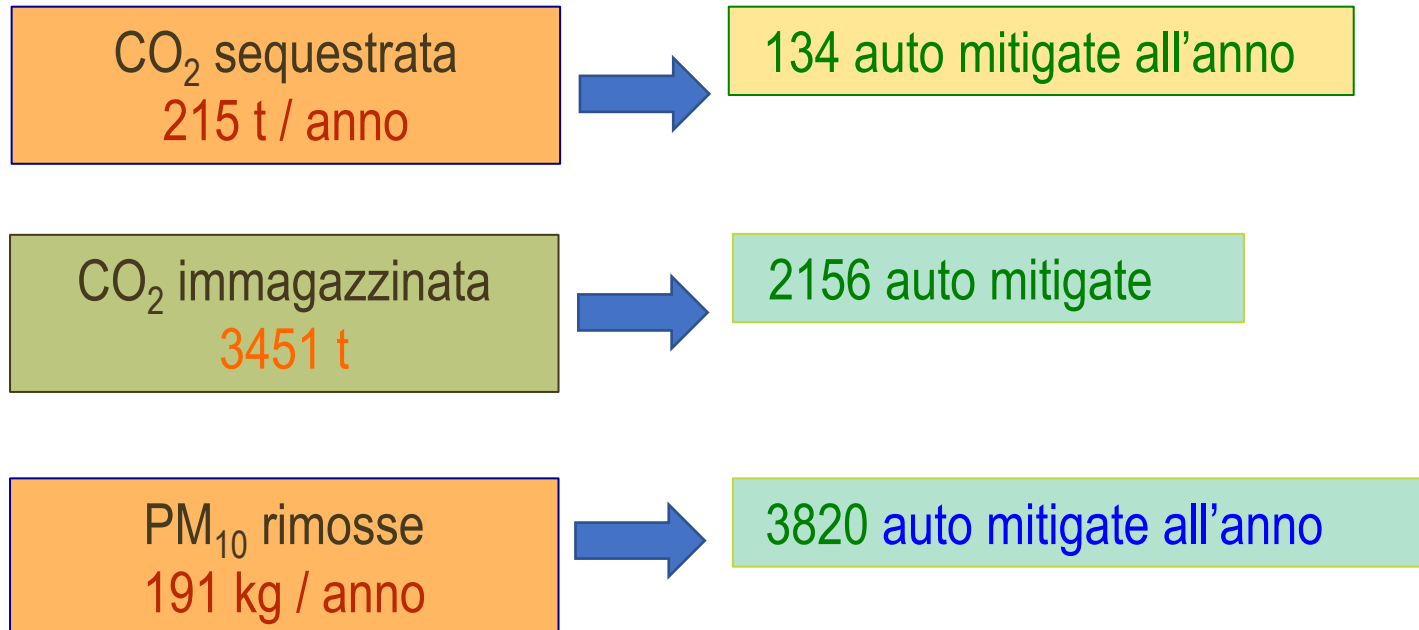 CO₂ sequestrata
215 t / anno
134 auto mitigate all’anno
CO₂ immagazzinata
3451 t
2156 auto mitigate
PM₁₀ rimosse
191 kg / anno
3820 auto mitigate all’anno